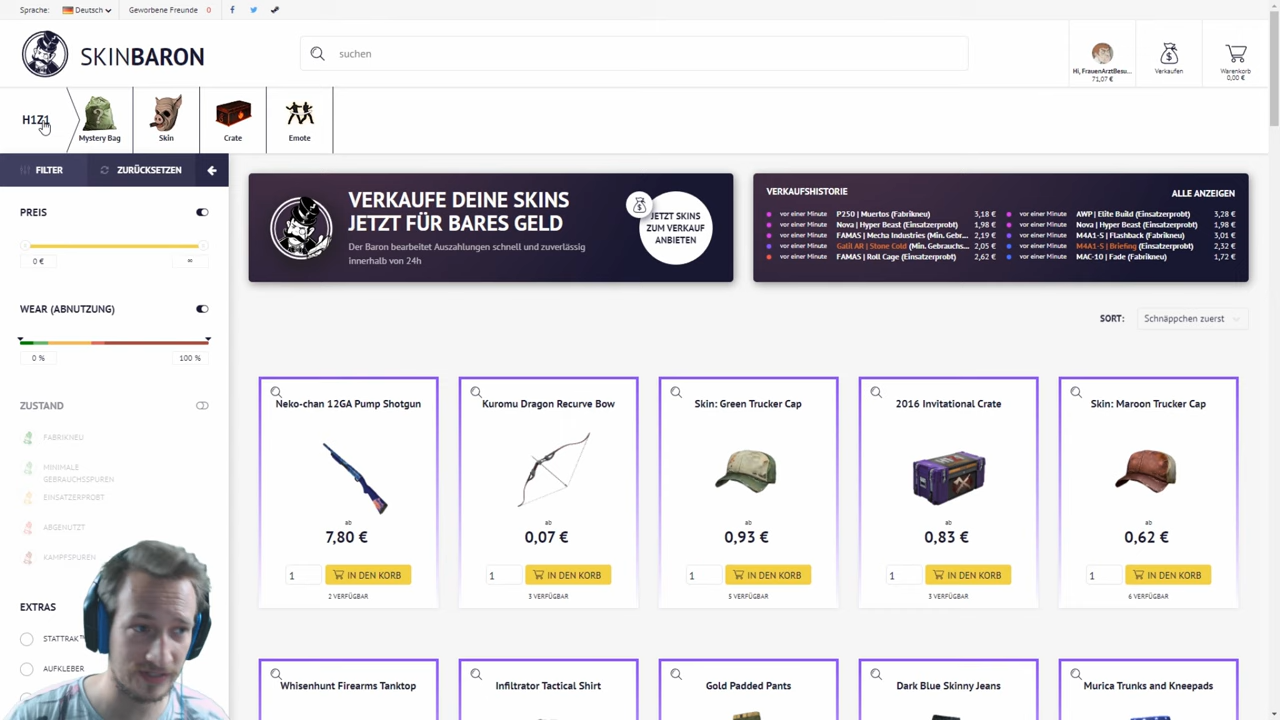 Sprache: Deutsch Geworbene Freunde 0
SKINBARON
suchen
Hi, FrauenArztBesu...
71,07 €
Verkaufen
Warenkorb
0,00 €
H1Z1
Mystery Bag
Skin
Crate
Emote
FILTER
ZURÜCKSETZEN
PREIS
0 €
∞
WEAR (ABNUTZUNG)
0 %
100 %
ZUSTAND
FABRIKNEU
MINIMALE
GEBRAUCHSSPUREN
EINSATZERPROBT
ABGENUTZT
KAMPFSPUREN
EXTRAS
STATTRAK™
AUFKLEBER
VERKAUFE DEINE SKINS
JETZT FÜR BARES GELD
Der Baron bearbeitet Auszahlungen schnell und zuverlässig
innerhalb von 24h
JETZT SKINS
ZUM VERKAUF
ANBIETEN
VERKAUFSHISTORIE
ALLE ANZEIGEN
vor einer Minute P250 | Muertos (Fabrikneu) 3,18 €
vor einer Minute Nova | Hyper Beast (Einsatzerprobt) 1,98 €
vor einer Minute FAMAS | Mecha Industries (Min. Gebr... 2,19 €
vor einer Minute Galil AR | Stone Cold (Min. Gebrauchs... 2,05 €
vor einer Minute FAMAS | Roll Cage (Einsatzerprobt) 2,62 €
vor einer Minute AWP | Elite Build (Einsatzerprobt) 3,28 €
vor einer Minute Nova | Hyper Beast (Einsatzerprobt) 1,98 €
vor einer Minute M4A1-S | Flashback (Fabrikneu) 3,01 €
vor einer Minute M4A1-S | Briefing (Einsatzerprobt) 2,32 €
vor einer Minute MAC-10 | Fade (Fabrikneu) 1,72 €
SORT: Schnäppchen zuerst
Neko-chan 12GA Pump Shotgun
ab
7,80 €
1 IN DEN KORB
2 VERFÜGBAR
Kuromu Dragon Recurve Bow
ab
0,07 €
1 IN DEN KORB
3 VERFÜGBAR
Skin: Green Trucker Cap
ab
0,93 €
1 IN DEN KORB
5 VERFÜGBAR
2016 Invitational Crate
ab
0,83 €
1 IN DEN KORB
3 VERFÜGBAR
Skin: Maroon Trucker Cap
ab
0,62 €
1 IN DEN KORB
6 VERFÜGBAR
Whisenhunt Firearms Tanktop
Infiltrator Tactical Shirt
Gold Padded Pants
Dark Blue Skinny Jeans
Murica Trunks and Kneepads